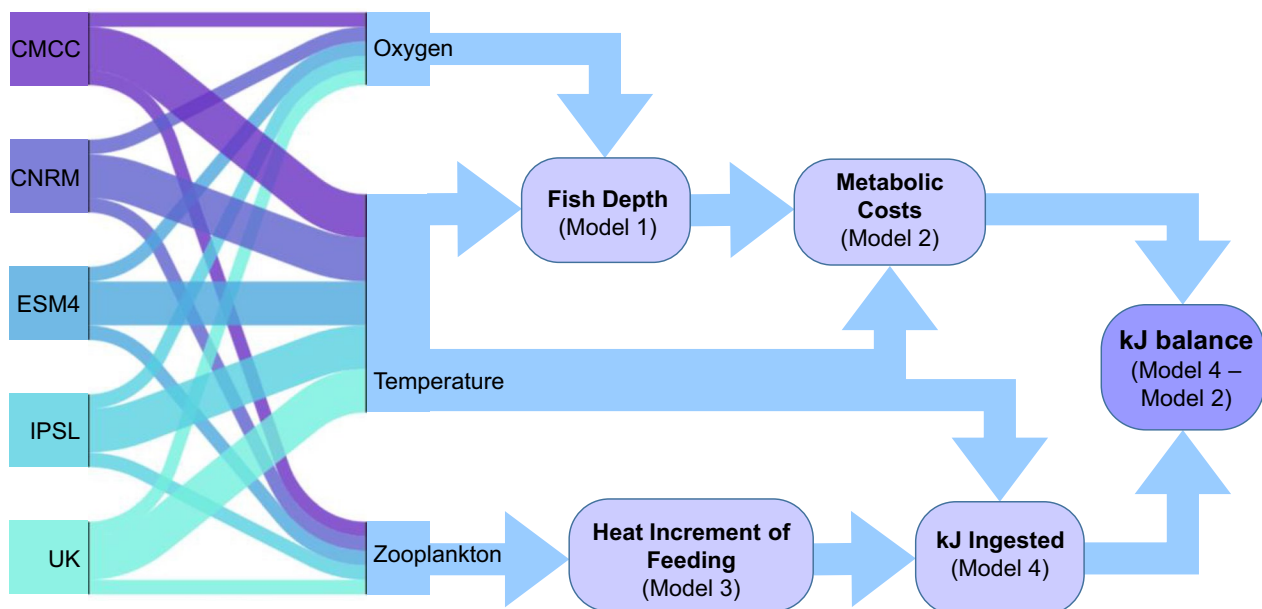 CMCC
CNRM
ESM4
IPSL
UK
Oxygen
Temperature
Zooplankton
Fish Depth
(Model 1)
Metabolic
Costs
(Model 2)
Heat Increment of
Feeding
(Model 3)
kJ Ingested
(Model 4)
kJ balance
(Model 4 –
Model 2)